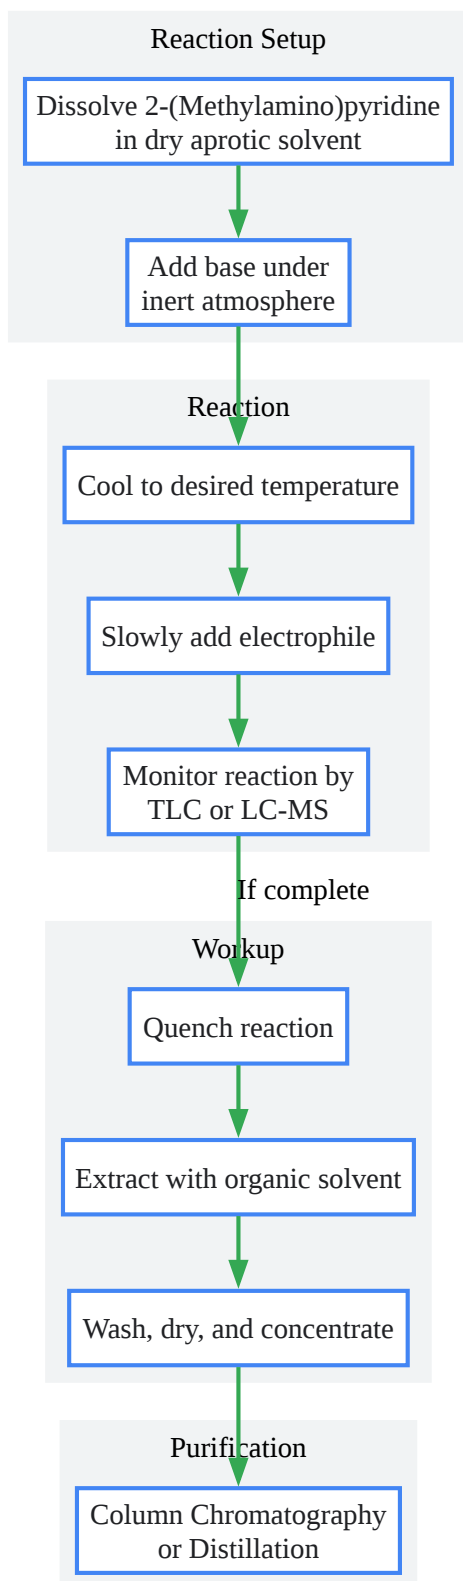 Reaction Setup
Dissolve 2-(Methylamino)pyridine
in dry aprotic solvent
Add base under
inert atmosphere
Reaction
Cool to desired temperature
Slowly add electrophile
Monitor reaction by
TLC or LC-MS
If complete
Workup
Quench reaction
Extract with organic solvent
Wash, dry, and concentrate
Purification
Column Chromatography
or Distillation